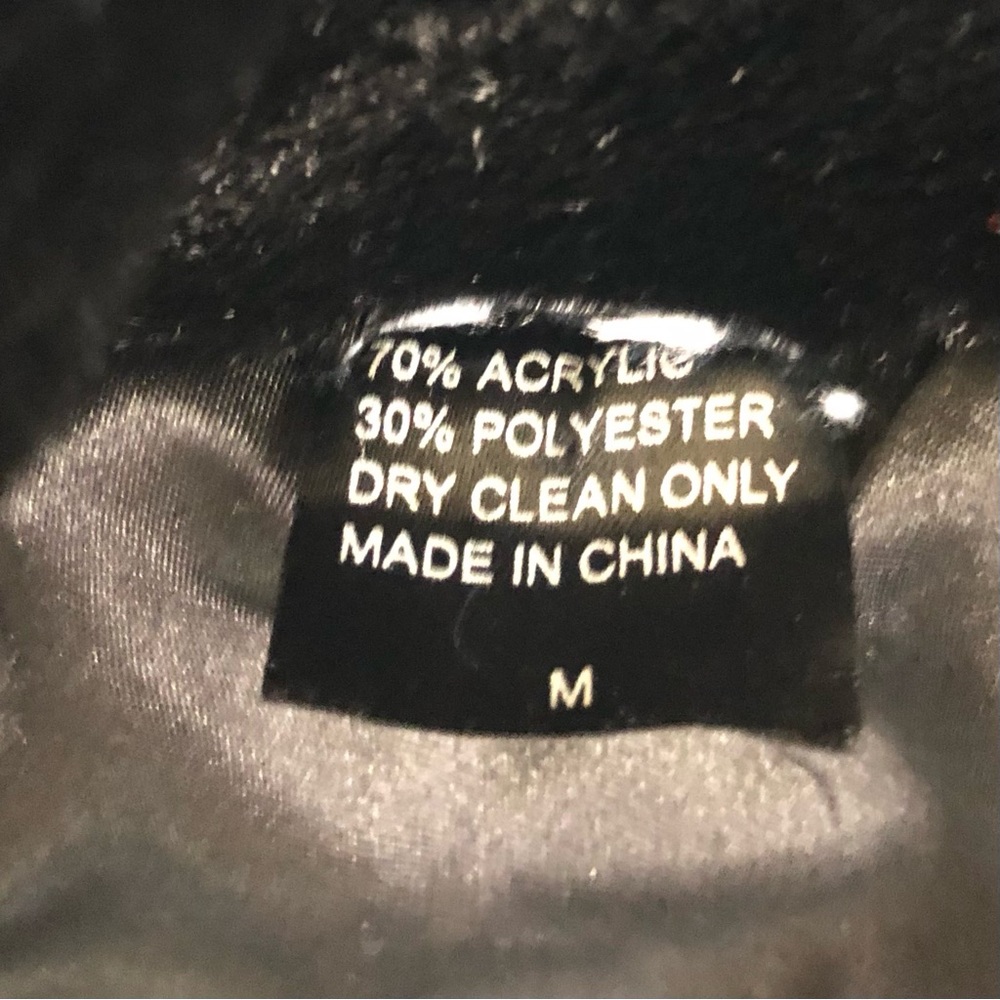 70% ACRYLIC
30% POLYESTER
DRY CLEAN ONLY
MADE IN CHINA
M